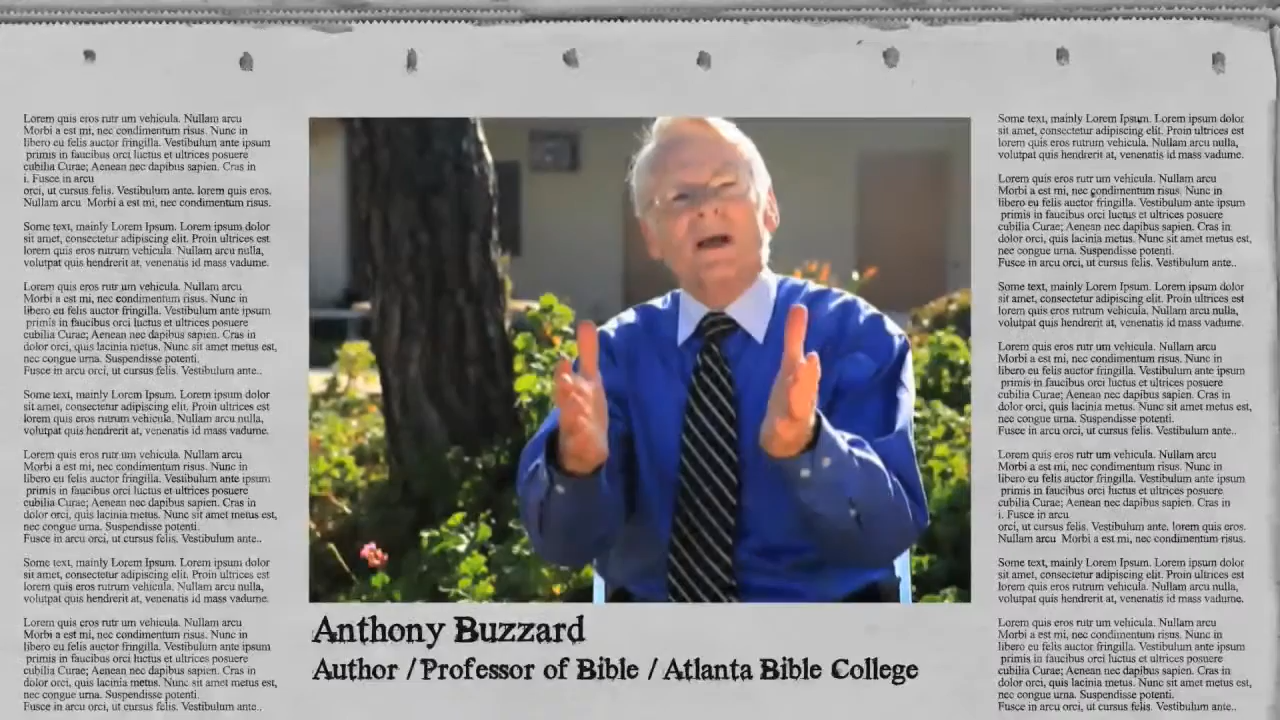 Lorem quis eros rutr um vehicula. Nullam arcu
Morbi a est mi, nec condimentum risus. Nunc in
libero eu felis auctor fringilla. Vestibulum ante ipsum
primis in faucibus orci luctus et ultrices posuere
cubilia Curae; Aenean nec dapibus sapien. Cras in
i. Fusce in arcu
orci, ut cursus felis. Vestibulum ante. lorem quis eros.
Nullam arcu Morbi a est mi, nec condimentum risus.
Some text, mainly Lorem Ipsum. Lorem ipsum dolor
sit amet, consectetur adipiscing elit. Proin ultrices est
lorem quis eros rutrum vehicula. Nullam arcu nulla,
volutpat quis hendrerit at, venenatis id mass vadume.
Lorem quis eros rutr um vehicula. Nullam arcu
Morbi a est mi, nec condimentum risus. Nunc in
libero eu felis auctor fringilla. Vestibulum ante ipsum
primis in faucibus orci luctus et ultrices posuere
cubilia Curae; Aenean nec dapibus sapien. Cras in
dolor orci, quis lacinia metus. Nunc sit amet metus est,
nec congue urna. Suspendisse potenti.
Fusce in arcu orci, ut cursus felis. Vestibulum ante..
Some text, mainly Lorem Ipsum. Lorem ipsum dolor
sit amet, consectetur adipiscing elit. Proin ultrices est
lorem quis eros rutrum vehicula. Nullam arcu nulla,
volutpat quis hendrerit at, venenatis id mass vadume.
Lorem quis eros rutr um vehicula. Nullam arcu
Morbi a est mi, nec condimentum risus. Nunc in
libero eu felis auctor fringilla. Vestibulum ante ipsum
primis in faucibus orci luctus et ultrices posuere
cubilia Curae; Aenean nec dapibus sapien. Cras in
dolor orci, quis lacinia metus. Nunc sit amet metus est,
nec congue urna. Suspendisse potenti.
Fusce in arcu orci, ut cursus felis. Vestibulum ante..
Some text, mainly Lorem Ipsum. Lorem ipsum dolor
sit amet, consectetur adipiscing elit. Proin ultrices est
lorem quis eros rutrum vehicula. Nullam arcu nulla,
volutpat quis hendrerit at, venenatis id mass vadume.
Lorem quis eros rutr um vehicula. Nullam arcu
Morbi a est mi, nec condimentum risus. Nunc in
libero eu felis auctor fringilla. Vestibulum ante ipsum
primis in faucibus orci luctus et ultrices posuere
cubilia Curae; Aenean nec dapibus sapien. Cras in
dolor orci, quis lacinia metus. Nunc sit amet metus est,
nec congue urna. Suspendisse potenti.
Fusce in arcu orci, ut cursus felis. Vestibulum ante..
Anthony Buzzard
Author / Professor of Bible / Atlanta Bible College
Some text, mainly Lorem Ipsum. Lorem ipsum dolor
sit amet, consectetur adipiscing elit. Proin ultrices est
lorem quis eros rutrum vehicula. Nullam arcu nulla,
volutpat quis hendrerit at, venenatis id mass vadume.
Lorem quis eros rutr um vehicula. Nullam arcu
Morbi a est mi, nec condimentum risus. Nunc in
libero eu felis auctor fringilla. Vestibulum ante ipsum
primis in faucibus orci luctus et ultrices posuere
cubilia Curae; Aenean nec dapibus sapien. Cras in
dolor orci, quis lacinia metus. Nunc sit amet metus est,
nec congue urna. Suspendisse potenti.
Fusce in arcu orci, ut cursus felis. Vestibulum ante..
Some text, mainly Lorem Ipsum. Lorem ipsum dolor
sit amet, consectetur adipiscing elit. Proin ultrices est
lorem quis eros rutrum vehicula. Nullam arcu nulla,
volutpat quis hendrerit at, venenatis id mass vadume.
Lorem quis eros rutr um vehicula. Nullam arcu
Morbi a est mi, nec condimentum risus. Nunc in
libero eu felis auctor fringilla. Vestibulum ante ipsum
primis in faucibus orci luctus et ultrices posuere
cubilia Curae; Aenean nec dapibus sapien. Cras in
dolor orci, quis lacinia metus. Nunc sit amet metus est,
nec congue urna. Suspendisse potenti.
Fusce in arcu orci, ut cursus felis. Vestibulum ante..
Lorem quis eros rutr um vehicula. Nullam arcu
Morbi a est mi, nec condimentum risus. Nunc in
libero eu felis auctor fringilla. Vestibulum ante ipsum
primis in faucibus orci luctus et ultrices posuere
cubilia Curae; Aenean nec dapibus sapien. Cras in
i. Fusce in arcu
orci, ut cursus felis. Vestibulum ante. lorem quis eros.
Nullam arcu Morbi a est mi, nec condimentum risus.
Some text, mainly Lorem Ipsum. Lorem ipsum dolor
sit amet, consectetur adipiscing elit. Proin ultrices est
lorem quis eros rutrum vehicula. Nullam arcu nulla,
volutpat quis hendrerit at, venenatis id mass vadume.
Lorem quis eros rutr um vehicula. Nullam arcu
Morbi a est mi, nec condimentum risus. Nunc in
libero eu felis auctor fringilla. Vestibulum ante ipsum
primis in faucibus orci luctus et ultrices posuere
cubilia Curae; Aenean nec dapibus sapien. Cras in
dolor orci, quis lacinia metus. Nunc sit amet metus est,
nec congue urna. Suspendisse potenti.
Fusce in arcu orci, ut cursus felis. Vestibulum ante..